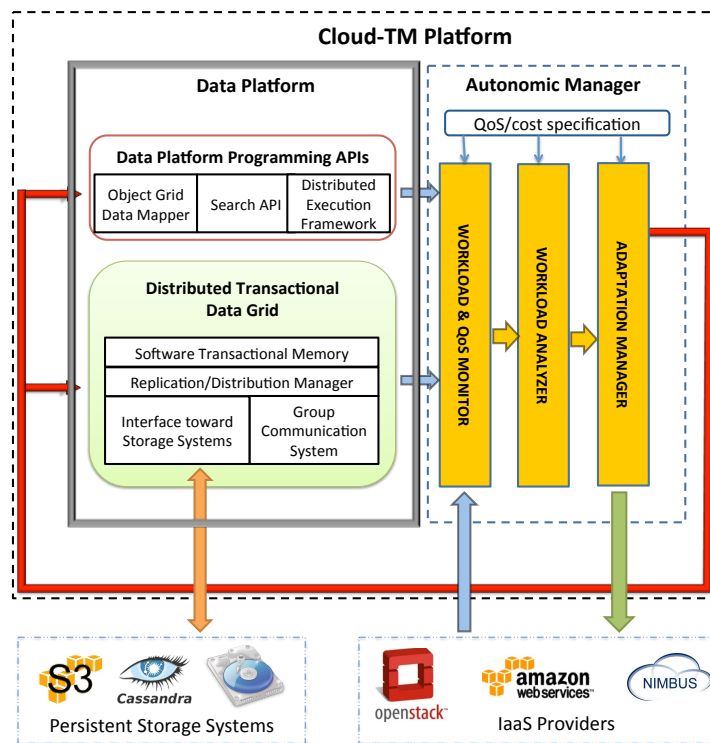 Cloud-TM Platform
Data Platform
Data Platform Programming APIs
Object Grid
Data Mapper
Search API
Distributed
Execution
Framework
Distributed Transactional
Data Grid
Software Transactional Memory
Replication/Distribution Manager
Interface toward
Storage Systems
Group
Communication
System
Autonomic Manager
QoS/cost specification
WORKLOAD & QoS MONITOR
WORKLOAD ANALYZER
ADAPTATION MANAGER
S3
Cassandra
Persistent Storage Systems
openstack™
amazon
webservices™
NIMBUS
IaaS Providers